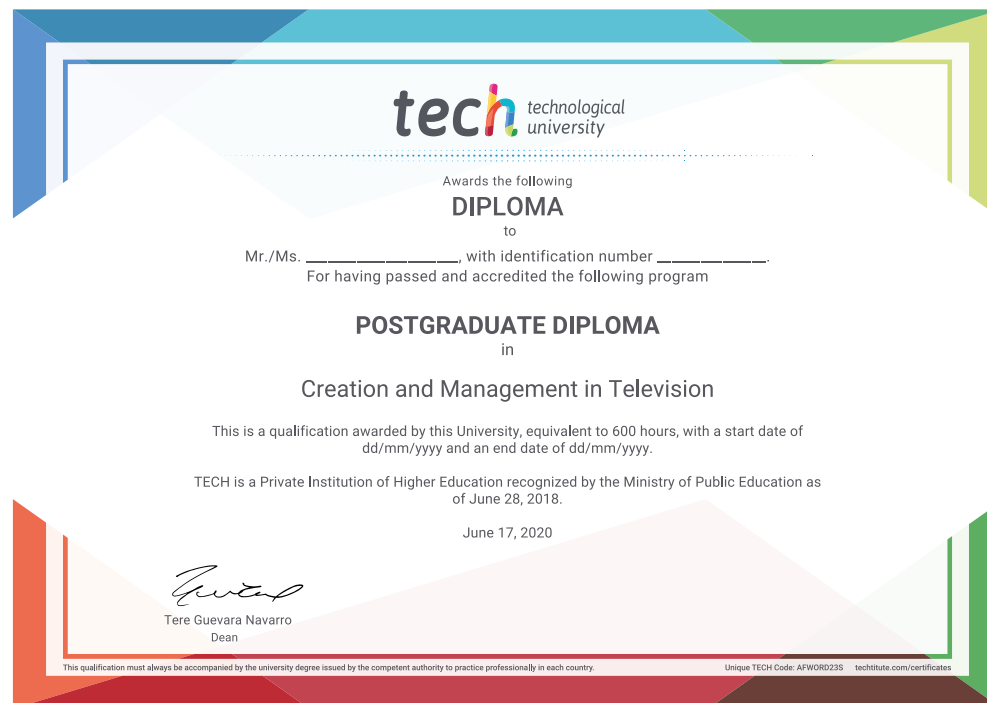 tech technological
university
Awards the following
DIPLOMA
to
Mr./Ms. ____________________, with identification number ______________.
For having passed and accredited the following program
POSTGRADUATE DIPLOMA
in
Creation and Management in Television
This is a qualification awarded by this University, equivalent to 600 hours, with a start date of
dd/mm/yyyy and an end date of dd/mm/yyyy.
TECH is a Private Institution of Higher Education recognized by the Ministry of Public Education as
of June 28, 2018.
June 17, 2020
Tere Guevara Navarro
Dean
This qualification must always be accompanied by the university degree issued by the competent authority to practice professionally in each country. Unique TECH Code: AFWORD23S techtitute.com/certificates